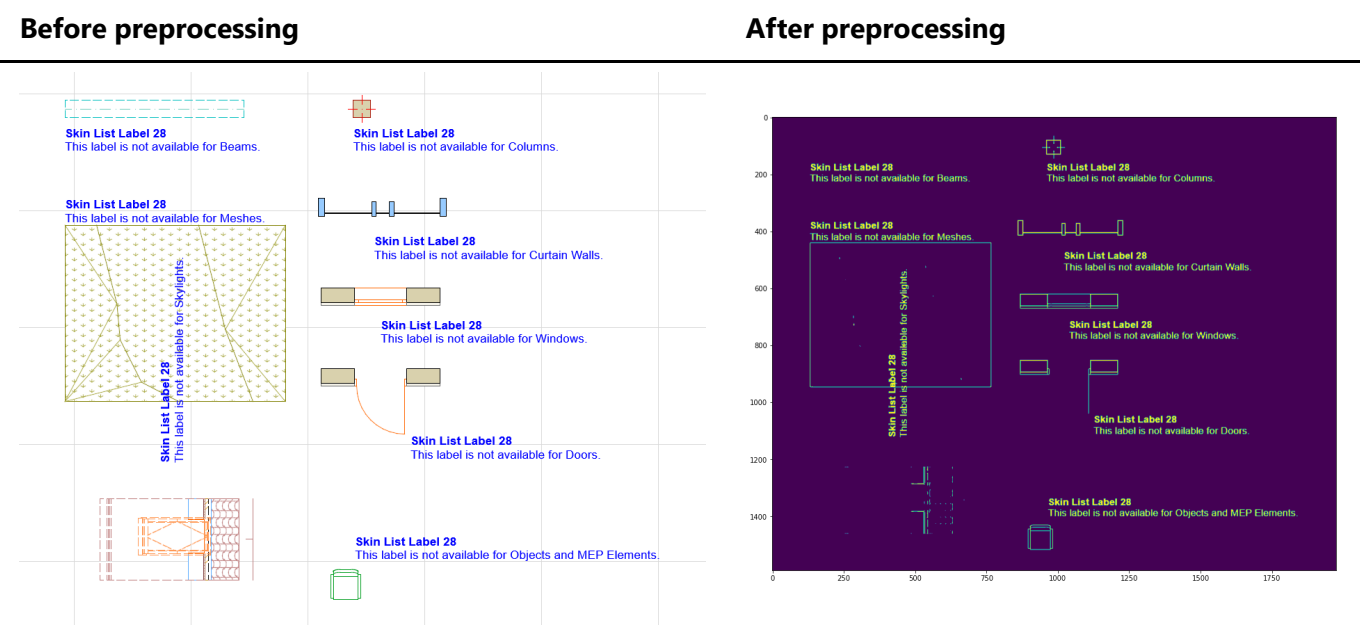 Before preprocessing
Skin List Label 28
This label is not available for Beams.
Skin List Label 28
This label is not available for Columns.
Skin List Label 28
This label is not available for Meshes.
Skin List Label 28
This label is not available for Curtain Walls.
Skin List Label 28
This label is not available for Skylights.
Skin List Label 28
This label is not available for Windows.
Skin List Label 28
This label is not available for Doors.
Skin List Label 28
This label is not available for Objects and MEP Elements.
After preprocessing
0
200
400
600
800
1000
1200
1400
Skin List Label 28
This label is not available for Beams.
Skin List Label 28
This label is not available for Columns.
Skin List Label 28
This label is not available for Meshes.
Skin List Label 28
This label is not available for Curtain Walls.
Skin List Label 28
This label is not available for Skylights.
Skin List Label 28
This label is not available for Windows.
Skin List Label 28
This label is not available for Doors.
Skin List Label 28
This label is not available for Objects and MEP Elements.
0 250 500 750 1000 1250 1500 1750